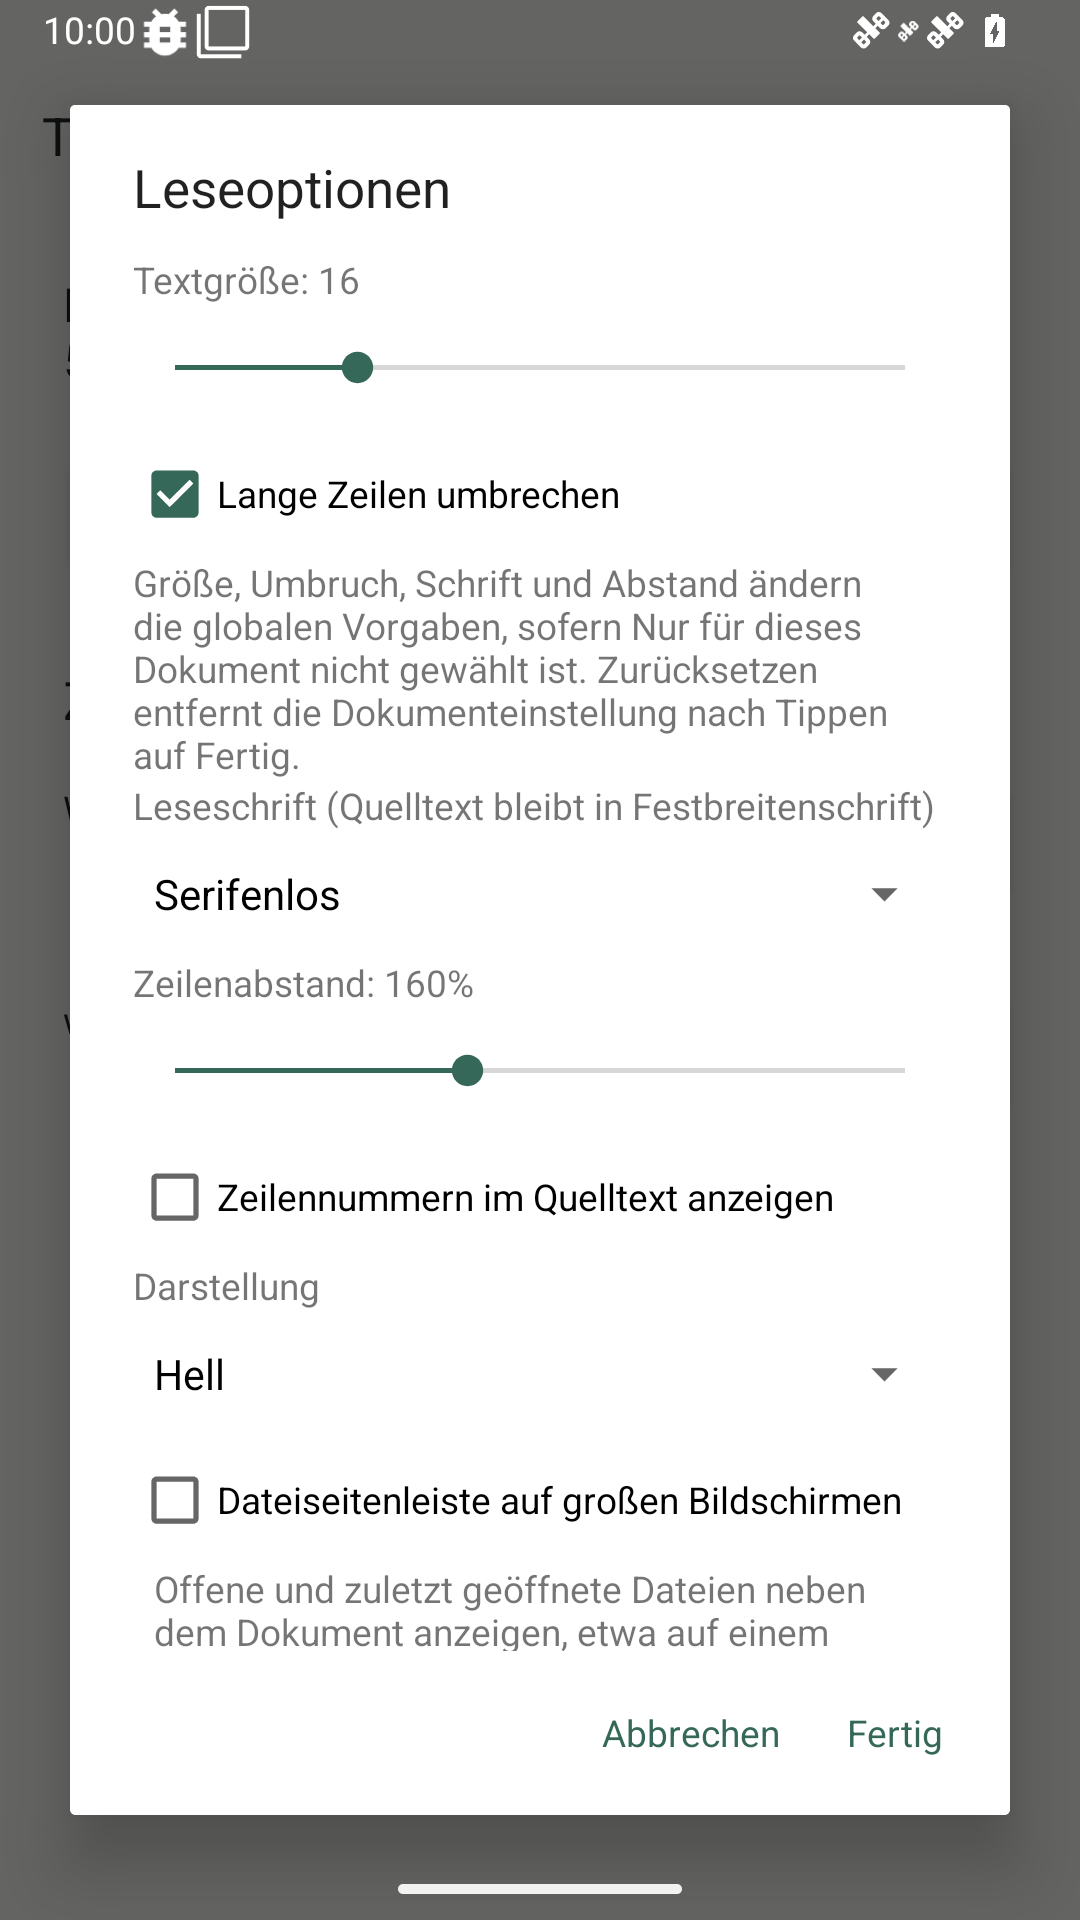 10:00
Leseoptionen
Textgröße: 16
Lange Zeilen umbrechen
Größe, Umbruch, Schrift und Abstand ändern
die globalen Vorgaben, sofern Nur für dieses
Dokument nicht gewählt ist. Zurücksetzen
entfernt die Dokumenteinstellung nach Tippen
auf Fertig.
Leseschrift (Quelltext bleibt in Festbreitenschrift)
Serifenlos
Zeilenabstand: 160%
Zeilennummern im Quelltext anzeigen
Darstellung
Hell
Dateiseitenleiste auf großen Bildschirmen
Offene und zuletzt geöffnete Dateien neben
dem Dokument anzeigen, etwa auf einem
Abbrechen Fertig